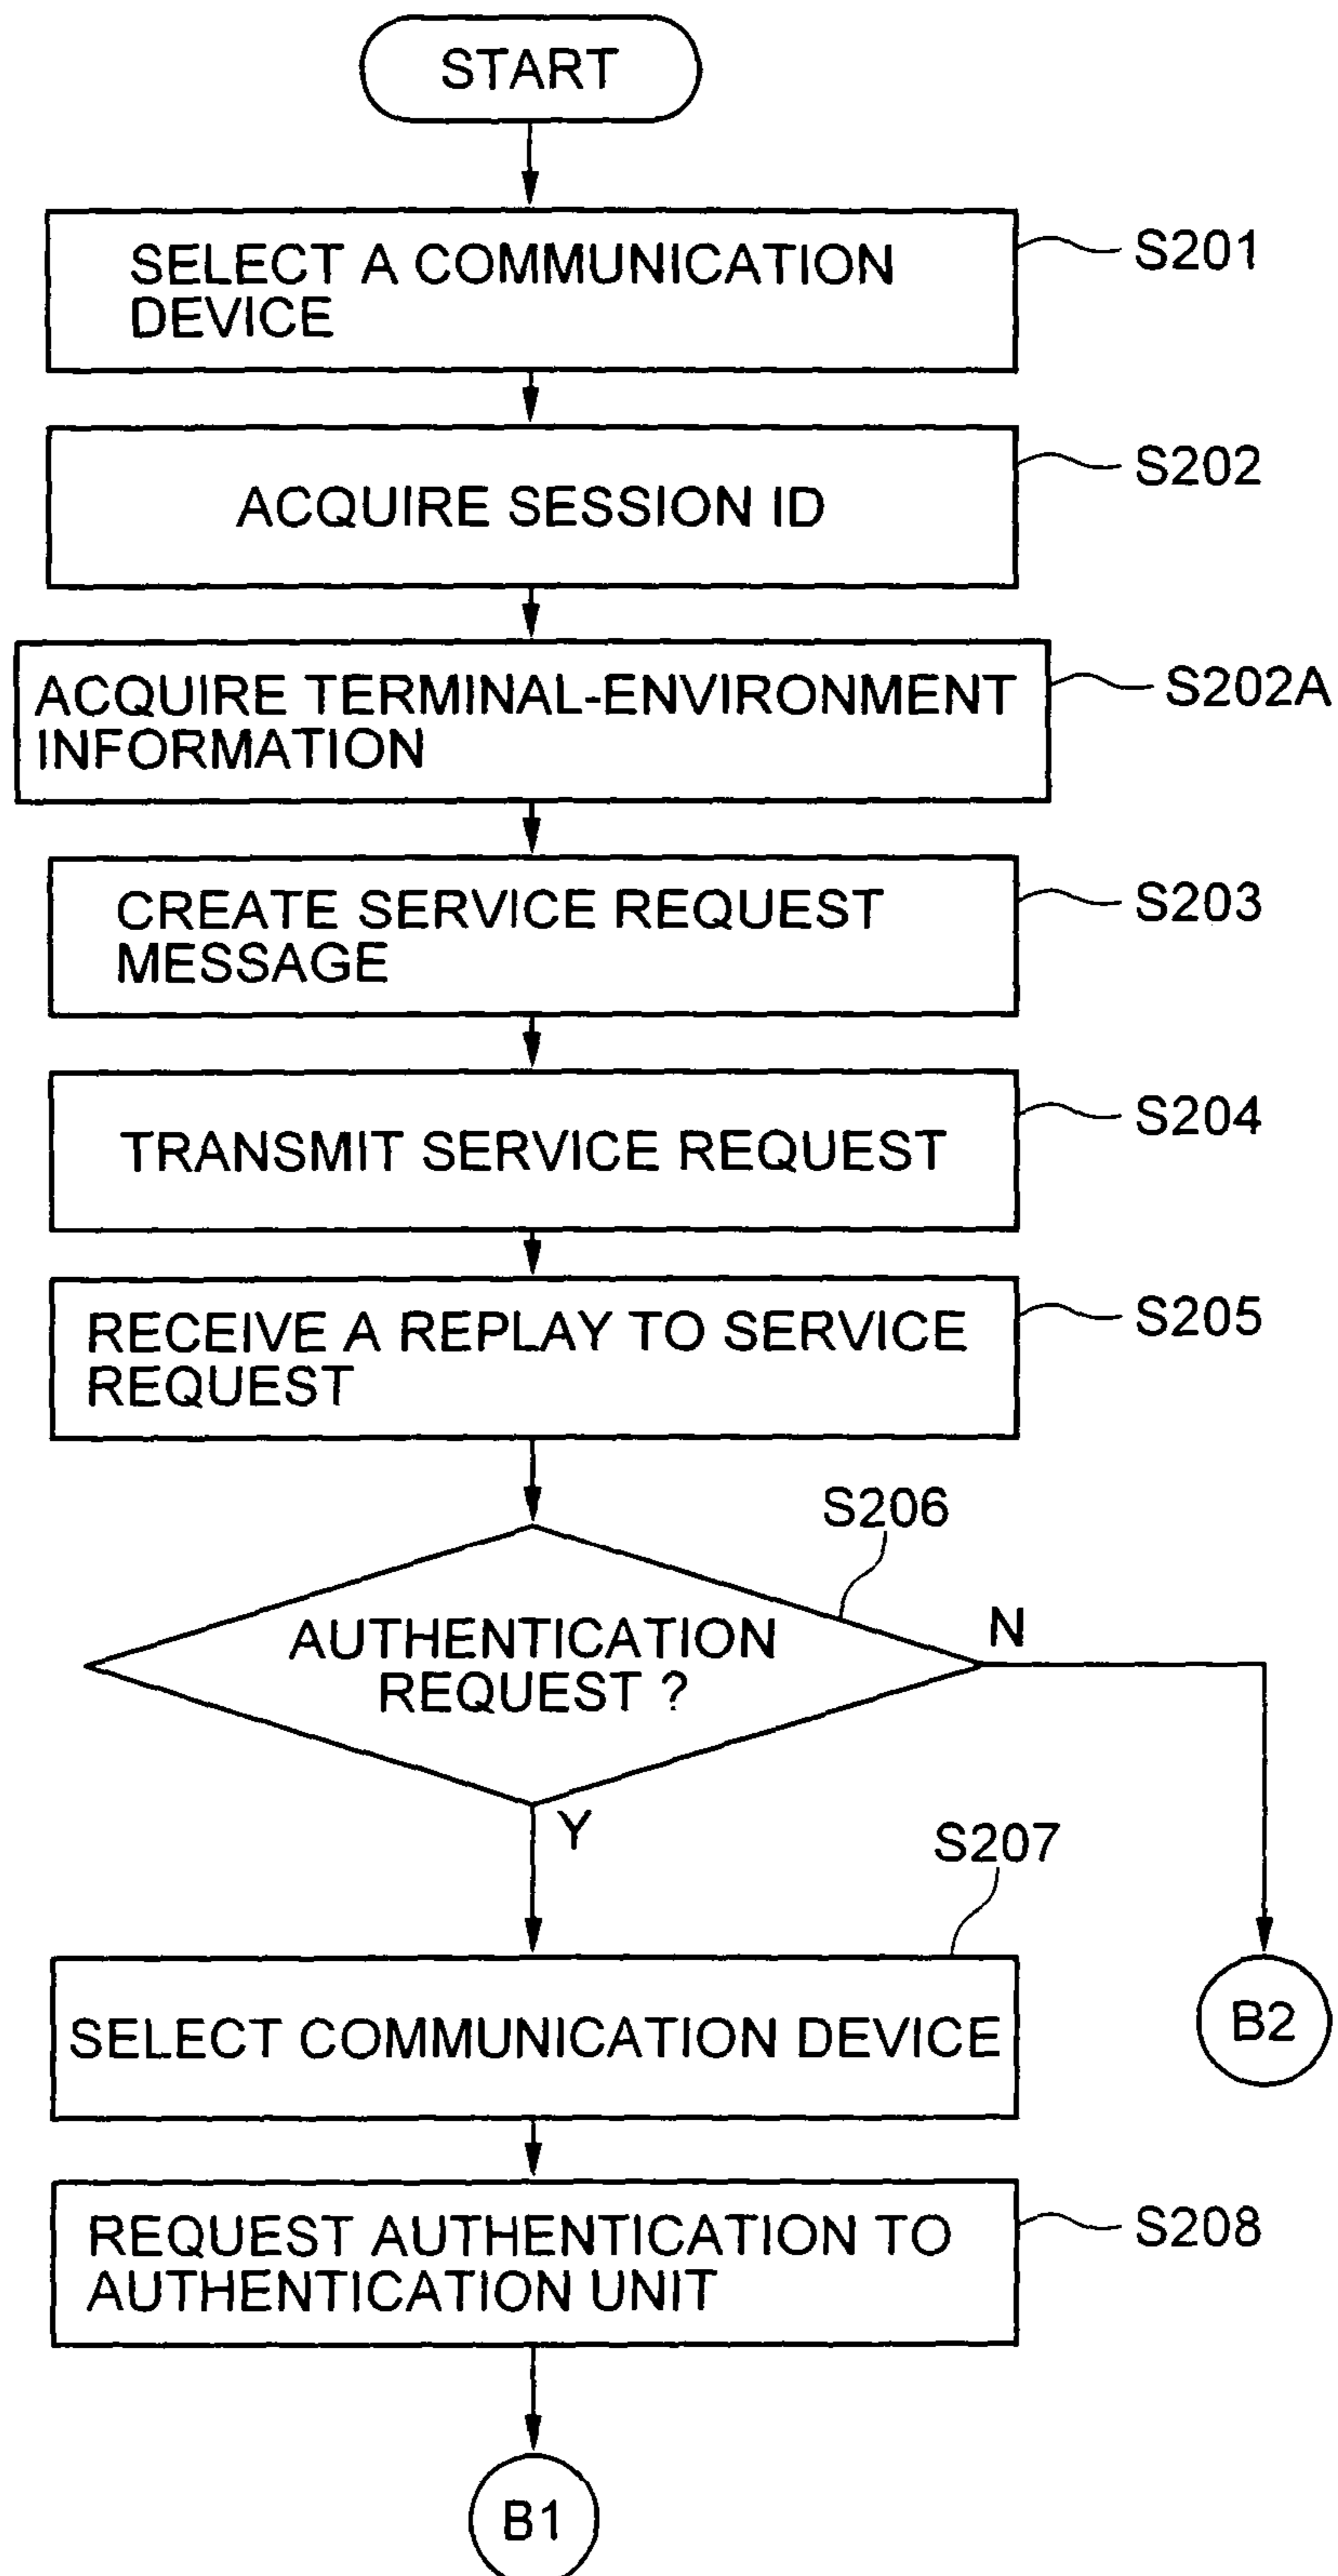 START
SELECT A COMMUNICATION
DEVICE
S201
ACQUIRE SESSION ID
S202
ACQUIRE TERMINAL-ENVIRONMENT
INFORMATION
S202A
CREATE SERVICE REQUEST
MESSAGE
S203
TRANSMIT SERVICE REQUEST
S204
RECEIVE A REPLAY TO SERVICE
REQUEST
S205
S206
AUTHENTICATION
REQUEST ?
N
Y
S207
SELECT COMMUNICATION DEVICE
B2
REQUEST AUTHENTICATION TO
AUTHENTICATION UNIT
S208
B1